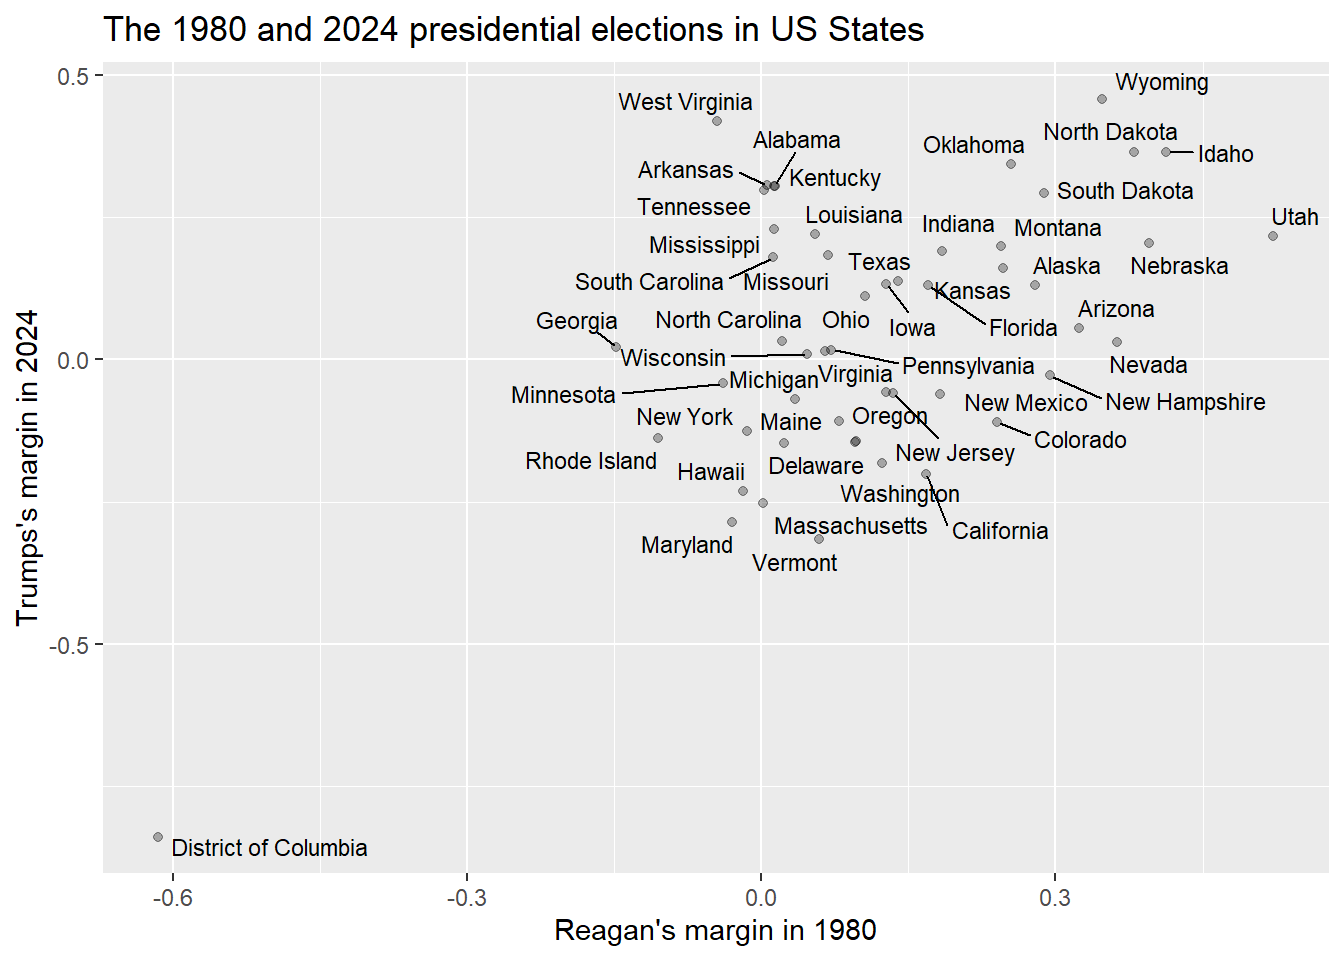 The 1980 and 2024 presidential elections in US States
0.5
Wyoming
West Virginia
North Dakota
Alabama
Oklahoma
Idaho
Arkansas
Kentucky
South Dakota
Tennessee
Louisiana
Utah
Indiana
Montana
Mississippi
Texas
Alaska
Nebraska
South Carolina
Missouri
Kansas
Arizona
Georgia
North Carolina
Ohio
Iowa
Florida
0.0
Wisconsin
Pennsylvania
Nevada
Michigan
Virginia
Minnesota
New Mexico
New Hampshire
New York
Maine
Oregon
Colorado
New Jersey
Rhode Island
Hawaii
Delaware
Washington
Massachusetts
California
Maryland
Vermont
-0.5
District of Columbia
-0.6
-0.3
0.0
0.3
Reagan's margin in 1980
Trumps's margin in 2024